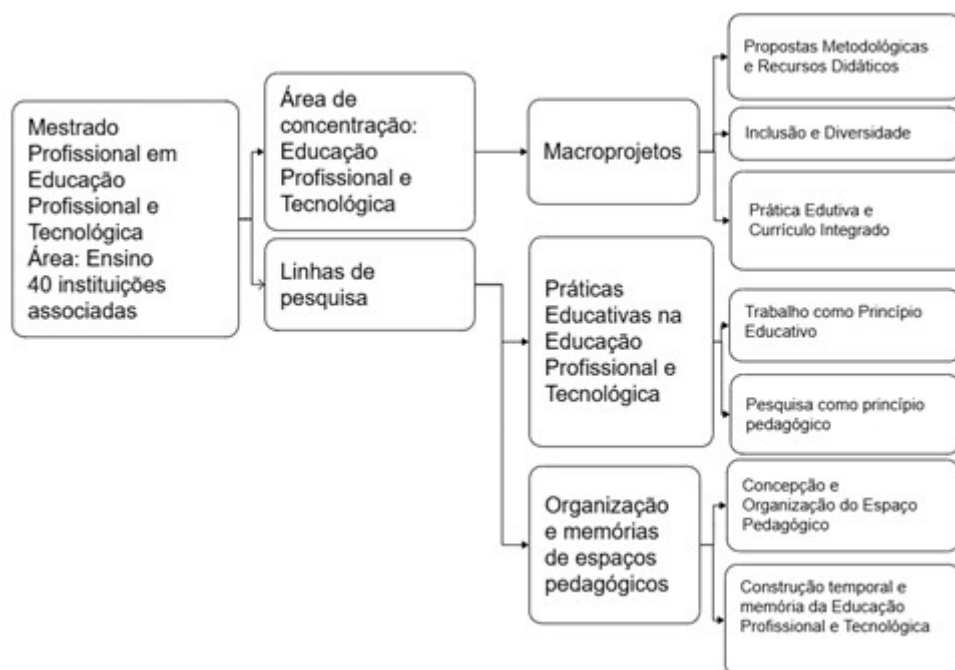 Mestrado
Profissional em
Educação
Profissional e
Tecnológica
Área: Ensino
40 instituições
associadas
Área de
concentração:
Educação
Profissional e
Tecnológica
Linhas de
pesquisa
Macroprojetos
Práticas
Educativas na
Educação
Profissional e
Tecnológica
Organização
e memórias
de espaços
pedagógicos
Propostas Metodológicas
e Recursos Didáticos
Inclusão e Diversidade
Prática Edutiva e
Currículo Integrado
Trabalho como Princípio
Educativo
Pesquisa como princípio
pedagógico
Concepção e
Organização do Espaço
Pedagógico
Construção temporal e
memória da Educação
Profissional e Tecnológica